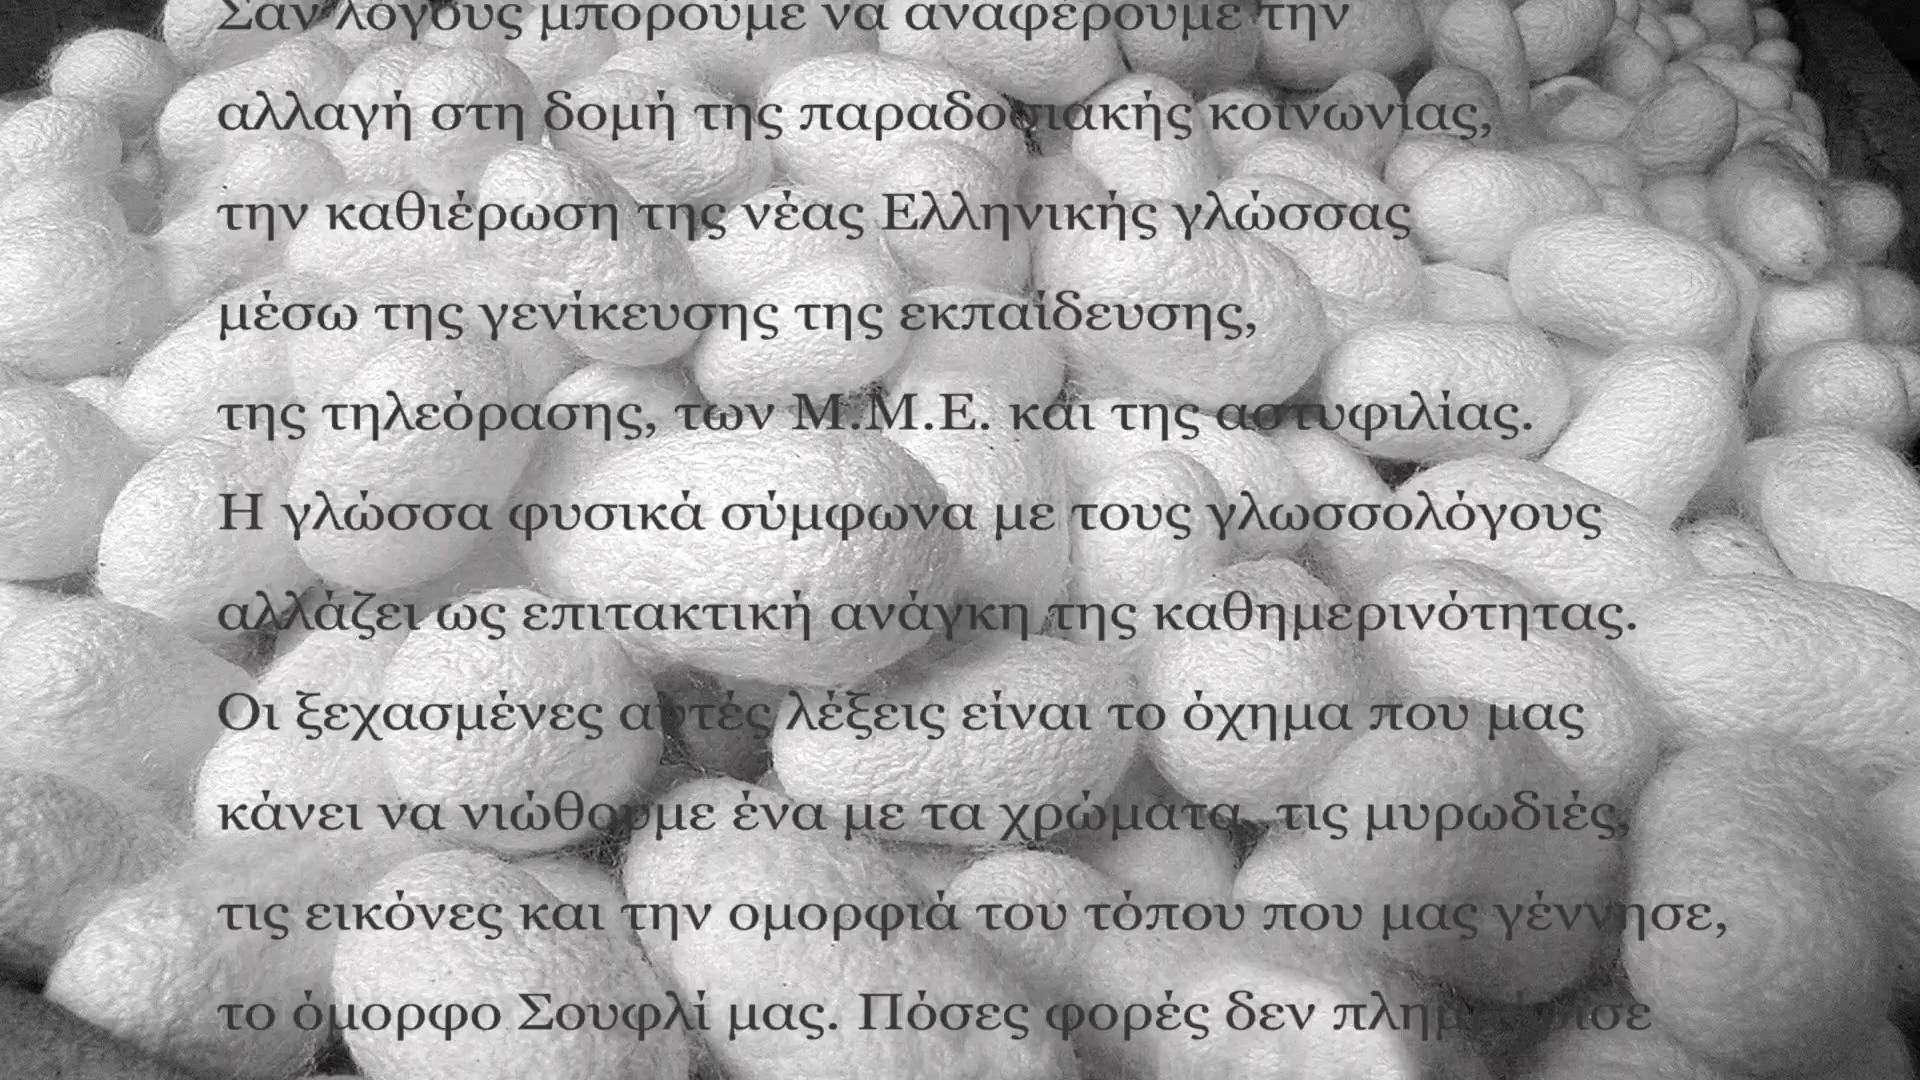 Σαν λόγους μπορούμε να αναφέρουμε την
αλλαγή στη δομή της παραδοσιακής κοινωνίας,
την καθιέρωση της νέας Ελληνικής γλώσσας
μέσω της γενίκευσης της εκπαίδευσης,
της τηλεόρασης, των Μ.Μ.Ε. και της αστυφιλίας.
Η γλώσσα φυσικά σύμφωνα με τους γλωσσολόγους
αλλάζει ως επιτακτική ανάγκη της καθημερινότητας.
Οι ξεχασμένες αυτές λέξεις είναι το όχημα που μας
κάνει να νιώθουμε ένα με τα χρώματα, τις μυρωδιές,
τις εικόνες και την ομορφιά του τόπου που μας γέννησε,
το όμορφο Σουφλί μας. Πόσες φορές δεν